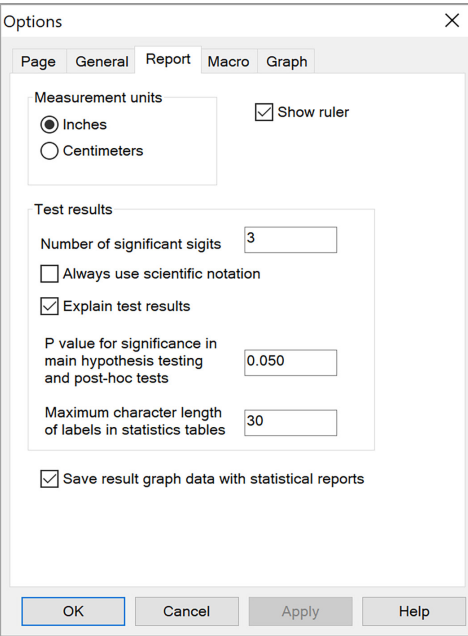 Options
Page General Report Macro Graph
Measurement units
Inches
Centimeters
Show ruler
Test results
Number of significant sigits 3
Always use scientific notation
Explain test results
P value for significance in
main hypothesis testing
and post-hoc tests
0.050
Maximum character length
of labels in statistics tables
30
Save result graph data with statistical reports
OK Cancel Apply Help